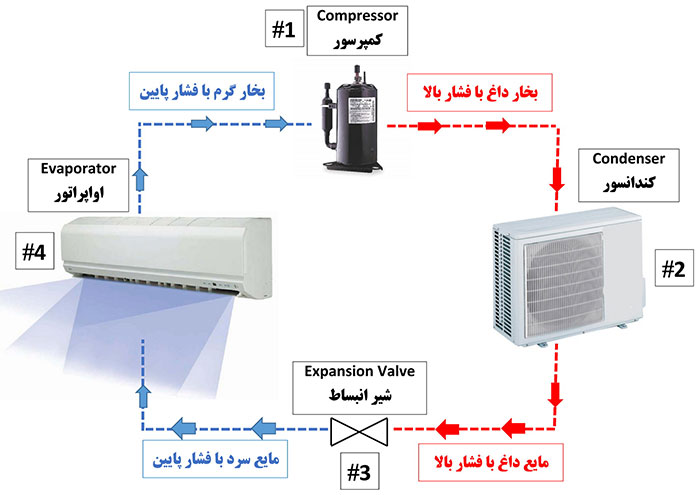 #1
Compressor
کمپرسور
بخار گرم با فشار پایین
بخار داغ با فشار بالا
Evaporator
اواپراتور
Condenser
کندانسور
#4
#2
Expansion Valve
شیر انبساط
مایع سرد با فشار پایین
مایع داغ با فشار بالا
#3